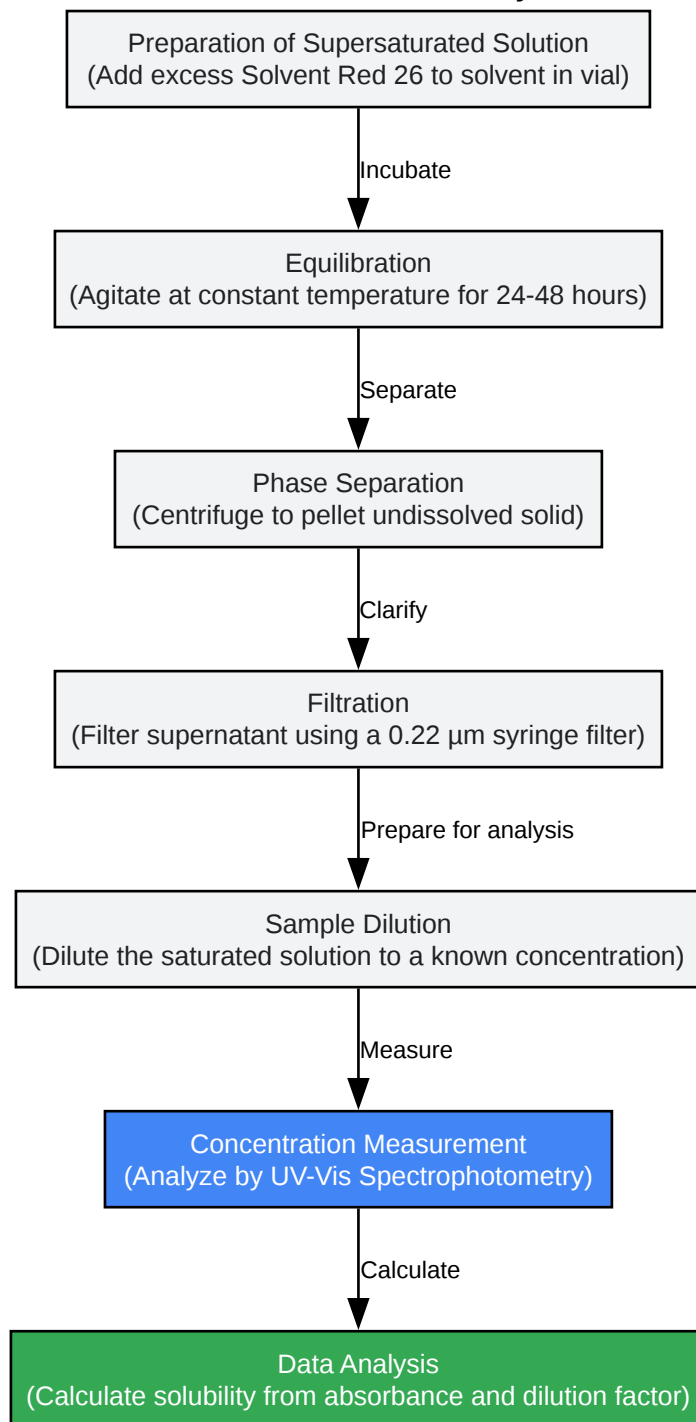 Preparation of Supersaturated Solution
(Add excess Solvent Red 26 to solvent in vial)
Incubate
Equilibration
(Agitate at constant temperature for 24-48 hours)
Separate
Phase Separation
(Centrifuge to pellet undissolved solid)
Clarify
Filtration
(Filter supernatant using a 0.22 µm syringe filter)
Prepare for analysis
Sample Dilution
(Dilute the saturated solution to a known concentration)
Measure
Concentration Measurement
(Analyze by UV-Vis Spectrophotometry)
Calculate
Data Analysis
(Calculate solubility from absorbance and dilution factor)